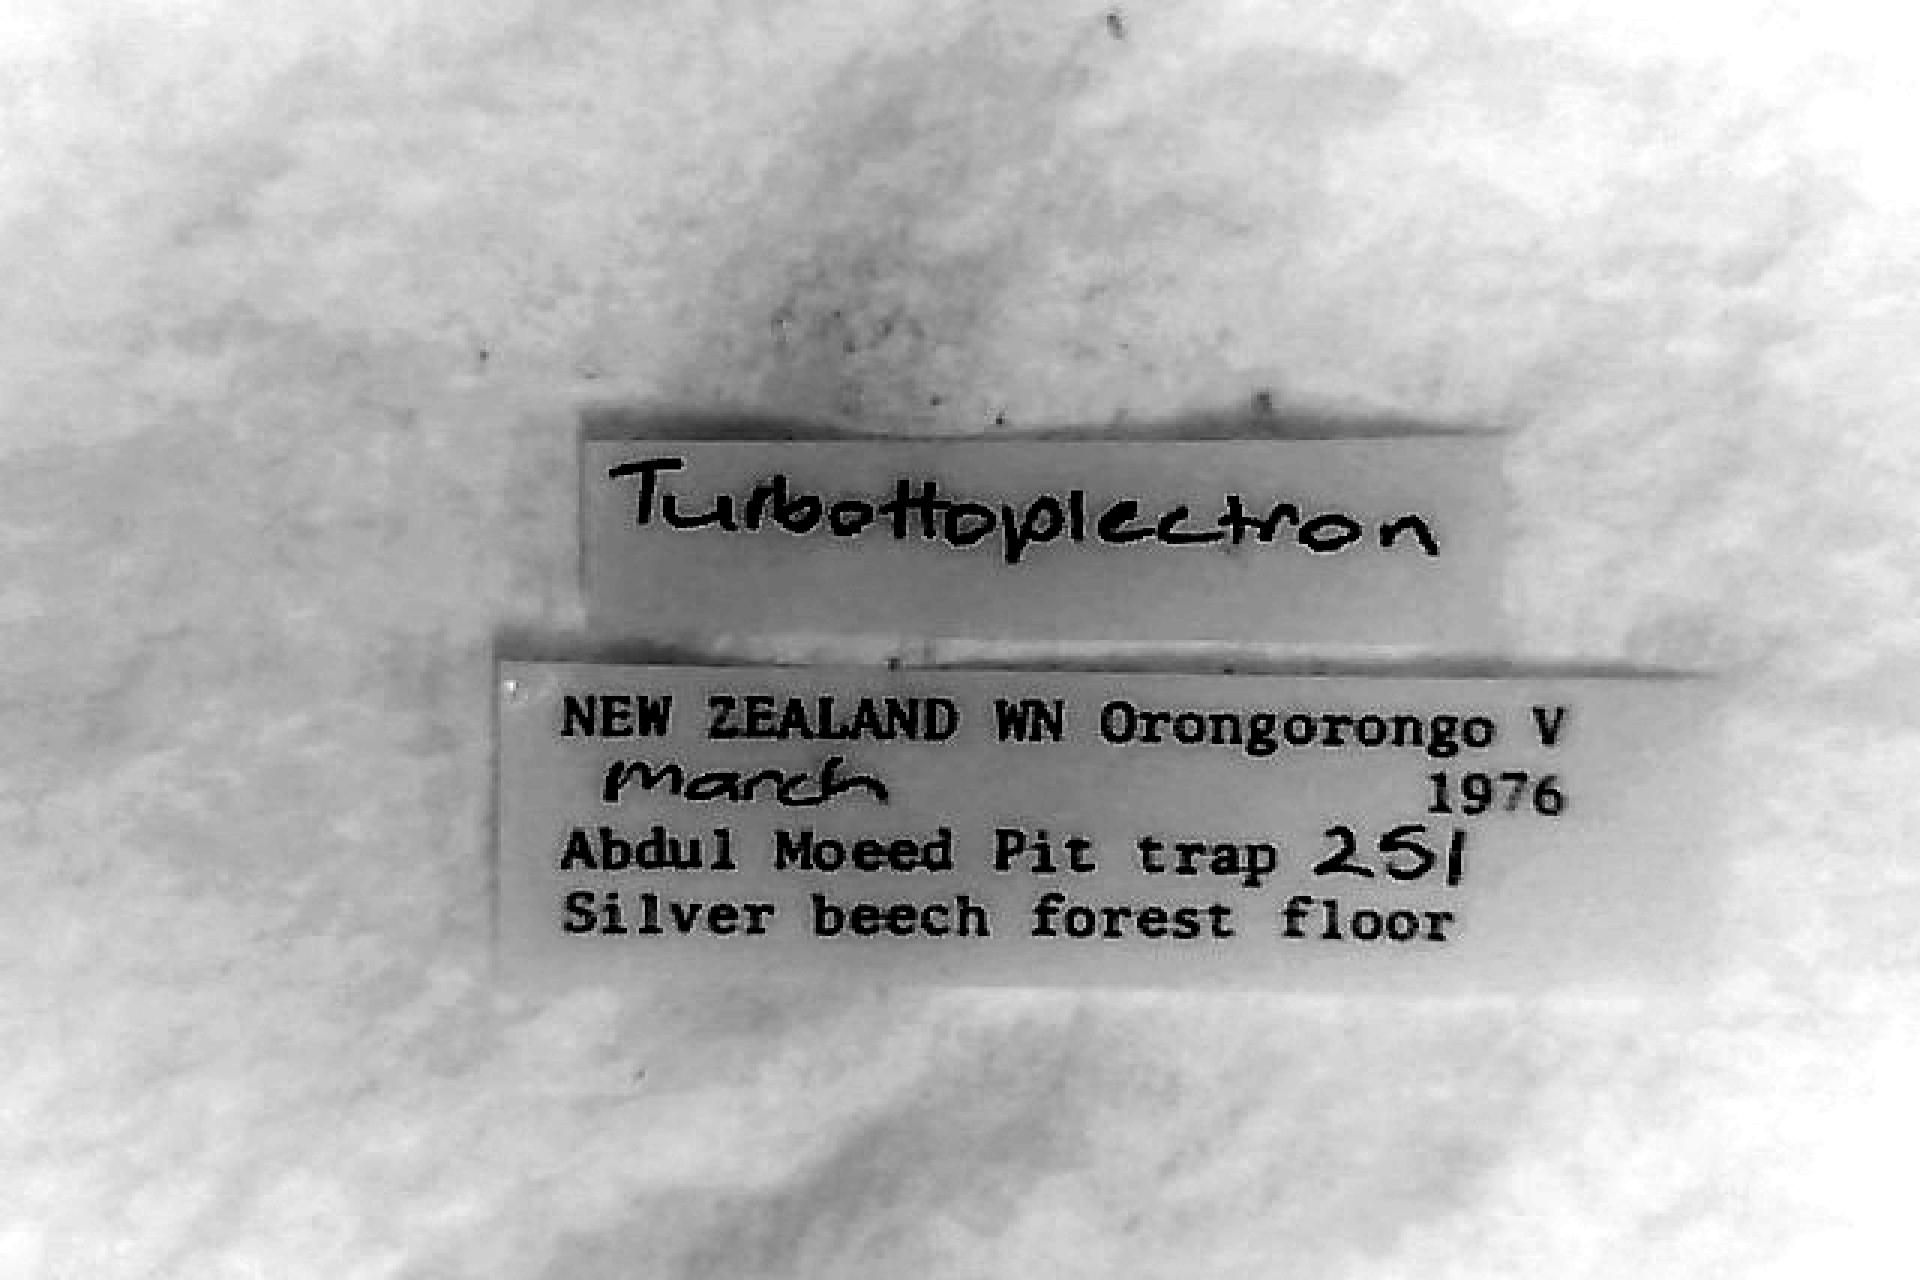 Turbottoplectron
NEW ZEALAND WN Orongorongo V
march 1976
Abdul Moeed Pit trap 251
Silver beech forest floor